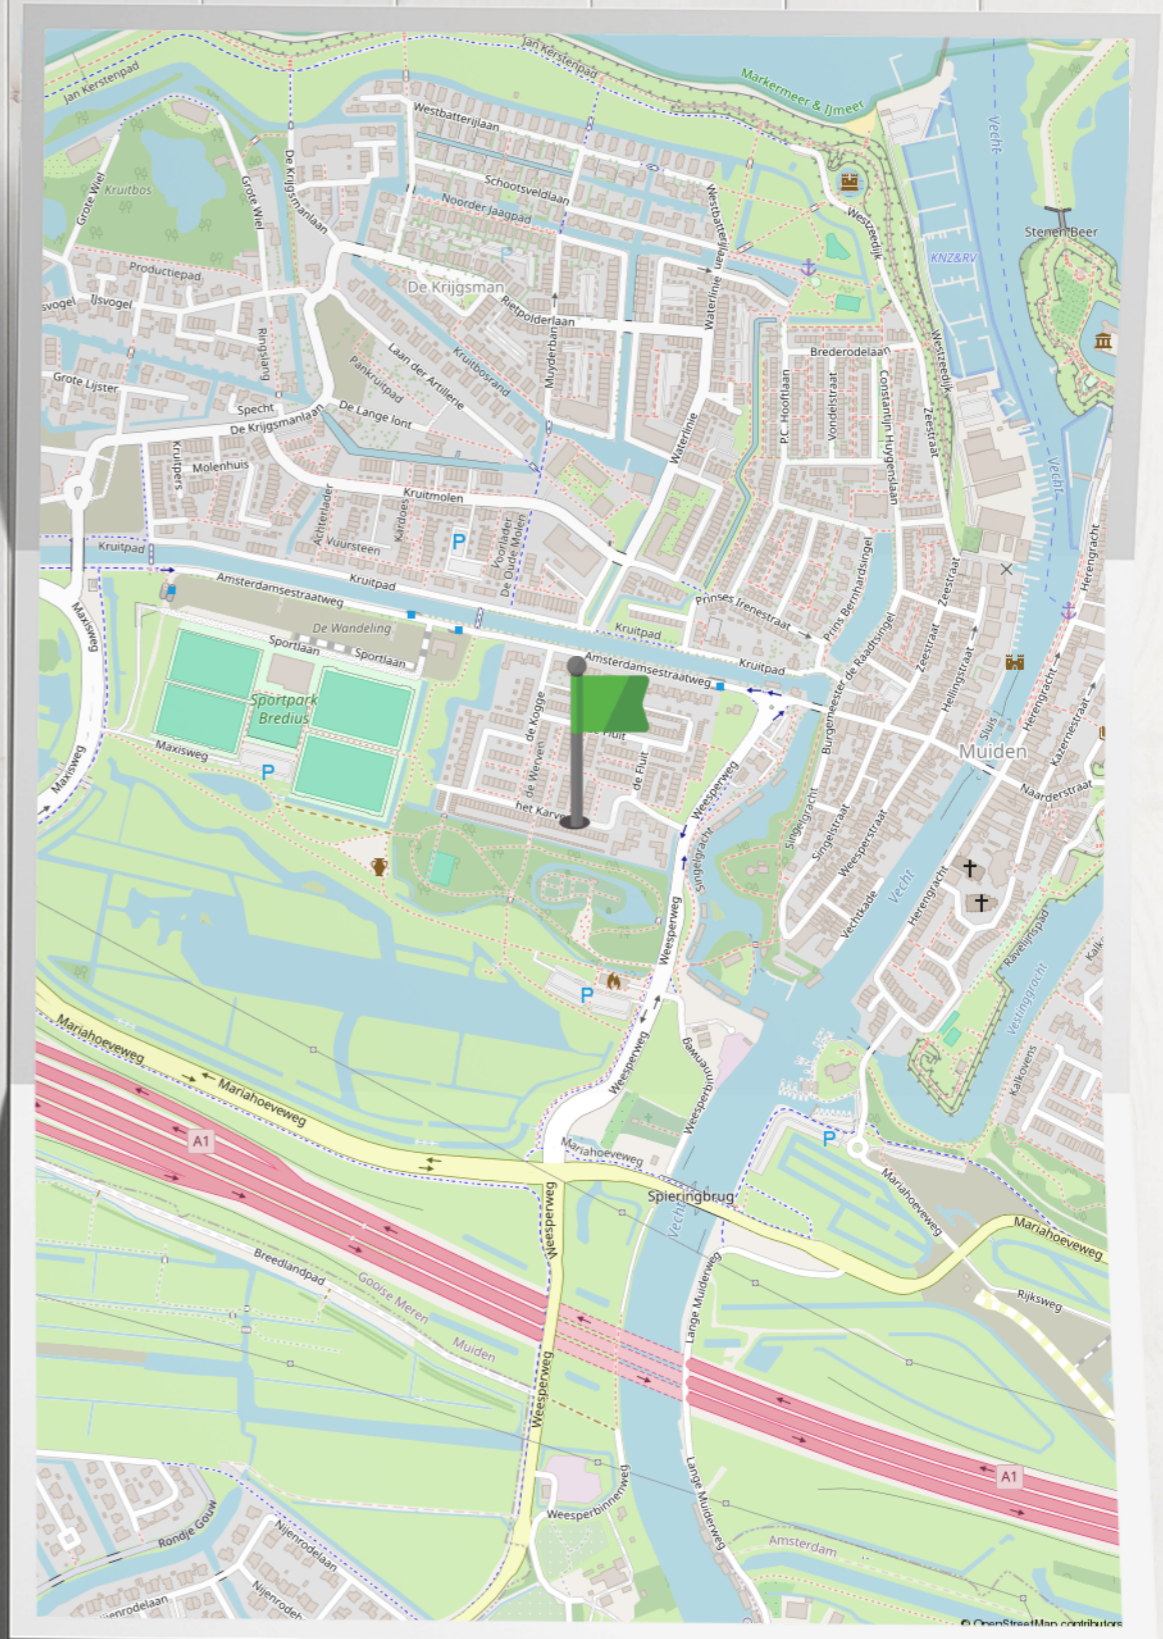 Jan Kerstenpad
Jan Kerstenpad
Markermeer & IJmeer
Vecht
Westbatterijlaan
Kruitbos
Grote Wiel
Grote Wiel
De Krijgsmanlaan
Schootsveldlaan
Noorder Jaagpad
Westzeedijk
Stenen Beer
KNZ&RV
Productiepad
De Krijgsman
IJsvogel
Rietpolderlaan
Waterlinie
Muyderban
Ringslang
Laan der Artillerie
Pankruitpad
Kruitbosrand
Westzeedijk
Brederodelaan
P.C. Hooftlaan
Vondelstraat
Constantijn Huygenslaan
Zeestraat
Grote Lijster
Specht
De Krijgsmanlaan
De Lange lont
Waterlinie
Kruitpers
Molenhuis
Kruitmolen
Vecht
Achterlader
Kardoes
Voorlader
De Oude Molen
Vuursteen
P
Herengracht
Kruitpad
Kruitpad
Amsterdamsestraatweg
Prinses Irenestraat
Prins Bernhardsingel
Zeestraat
Maxisweg
De Wandeling
Sportlaan
Sportlaan
Kruitpad
Kruitpad
Amsterdamsestraatweg
Burgemeester de Raadtsingel
Zeestraat
Hellingstraat
Herengracht
Kazernestraat
Sportpark
Bredius
de Kogge
de Fluit
Sluis
Muiden
Maxisweg
Maxisweg
P
de Werven
de Fluit
Weesperweg
Naarderstraat
het Karveel
Singelgracht
Singelgracht
Singelstraat
Weesperstraat
Vechtkade
Vecht
Herengracht
Weesperweg
Ravelijnspad
Vestinggracht
P
Mariahoeveweg
Weesperweg
Weesperbinnenweg
Kalkovens
Mariahoeveweg
A1
Mariahoeveweg
P
Mariahoeveweg
Spieringbrug
Vecht
Weesperweg
Mariahoeveweg
Breedlandpad
Gooise Meren
Muiden
Lange Muiderweg
Rijksweg
Weesperweg
A1
Weesperbinnenweg
Lange Muiderweg
Rondje Gouw
Nijenrodelaan
Amsterdam
© OpenStreetMap contributors